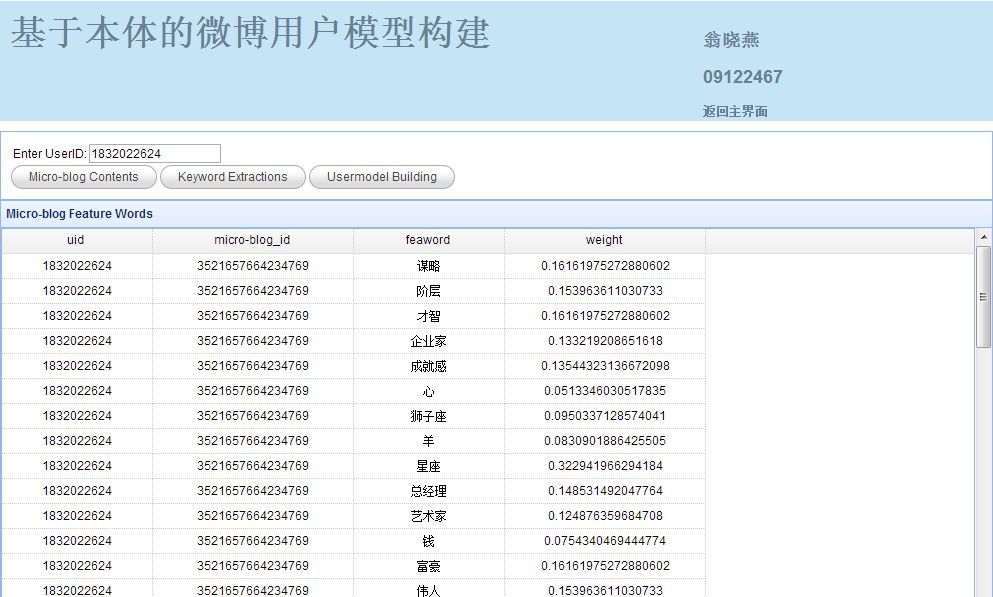 基于本体的微博用户模型构建
翁晓燕
09122467
返回主界面
Enter UserID: 1832022624
Micro-blog Contents Keyword Extractions Usermodel Building
Micro-blog Feature Words
uid micro-blog_id feaword weight
1832022624 3521657664234769 谋略 0.16161975272880602
1832022624 3521657664234769 阶层 0.153963611030733
1832022624 3521657664234769 才智 0.16161975272880602
1832022624 3521657664234769 企业家 0.133219208651618
1832022624 3521657664234769 成就感 0.13544323136672098
1832022624 3521657664234769 心 0.0513346030517835
1832022624 3521657664234769 狮子座 0.0950337128574041
1832022624 3521657664234769 羊 0.0830901886425505
1832022624 3521657664234769 星座 0.322941966294184
1832022624 3521657664234769 总经理 0.148531492047764
1832022624 3521657664234769 艺术家 0.124876359684708
1832022624 3521657664234769 钱 0.0754340469444774
1832022624 3521657664234769 富豪 0.16161975272880602
1832022624 3521657664234769 伟人 0.153963611030733